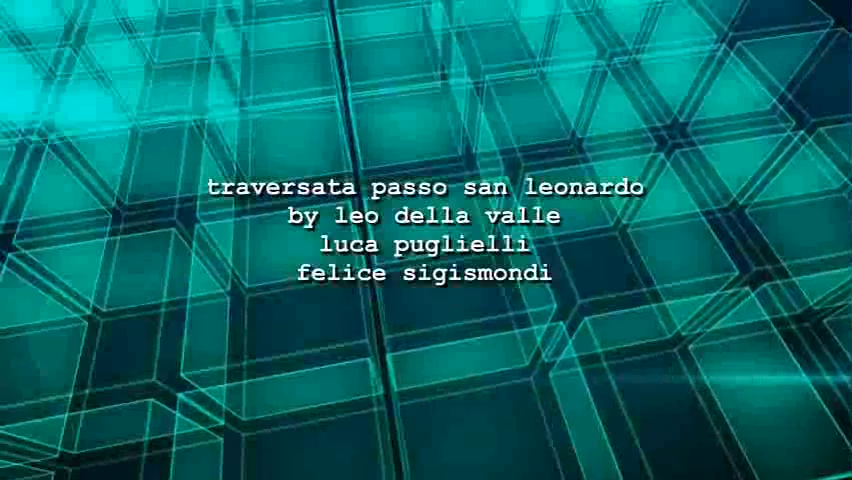 traversata passo san leonardo
by leo della valle
luca puglielli
felice sigismondi